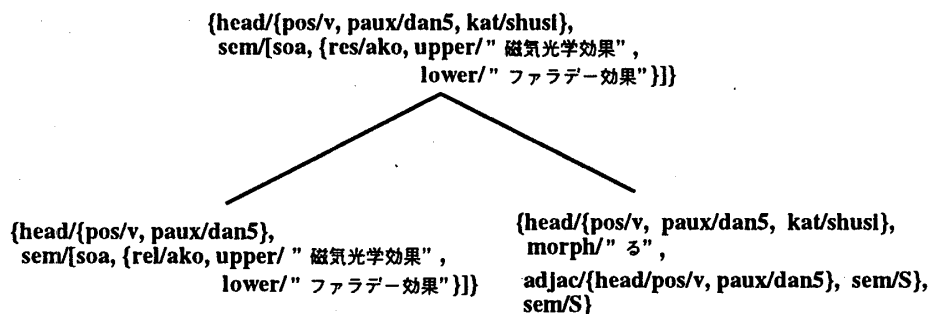 {head/{pos/v, paux/dan5, kat/shusi},
sem/[soa, {res/ako, upper/" 磁気光学効果" ,
lower/" ファラデー効果"}]}
{head/{pos/v, paux/dan5},
sem/[soa, {rel/ako, upper/ " 磁気光学効果" ,
lower/" ファラデー効果"}]}
{head/{pos/v, paux/dan5, kat/shusi},
morph/" る" ,
adjac/{head/pos/v, paux/dan5}, sem/S},
sem/S}